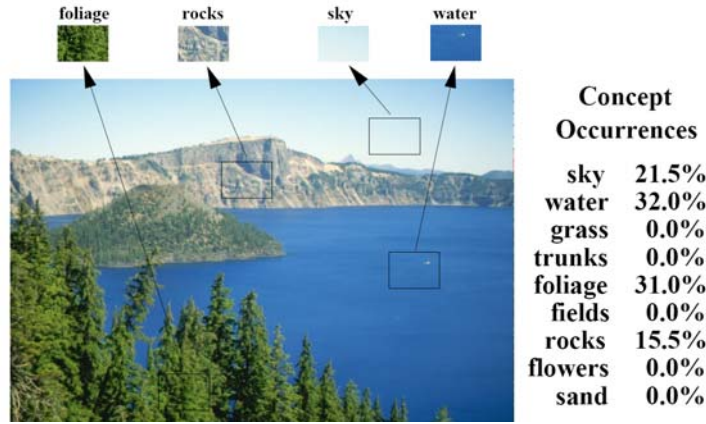 foliage rocks sky water
Concept
Occurrences
sky 21.5%
water 32.0%
grass 0.0%
trunks 0.0%
foliage 31.0%
fields 0.0%
rocks 15.5%
flowers 0.0%
sand 0.0%